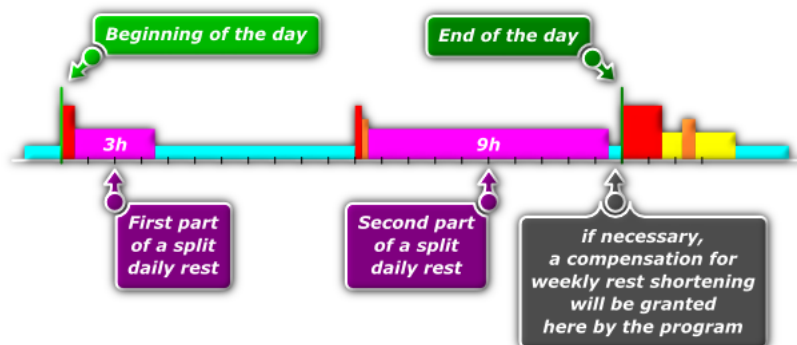 Beginning of the day
End of the day
3h
9h
First part
of a split
daily rest
Second part
of a split
daily rest
if necessary,
a compensation for
weekly rest shortening
will be granted
here by the program